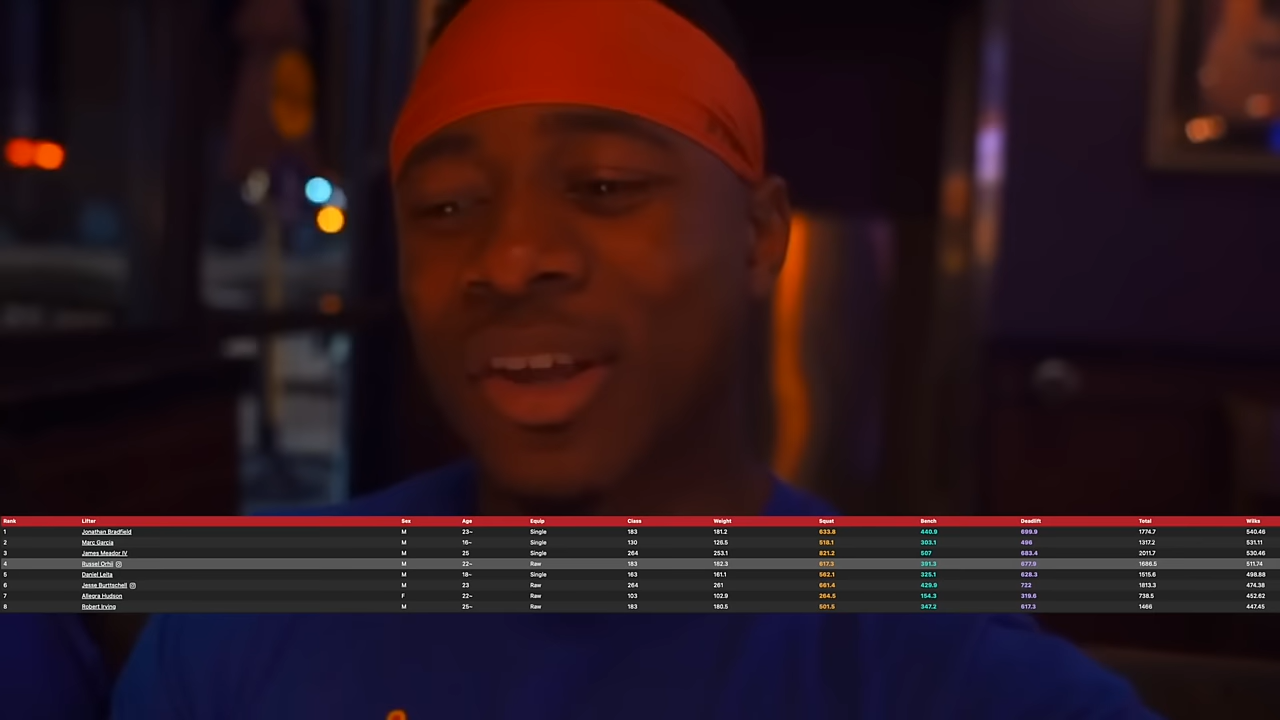 Rank Lifter Sex Age Equip Class Weight Squat Bench Deadlift Total Wilks
1 Jonathan Bradfield M 23~ Single 183 181.2 633.8 440.9 699.9 1774.7 540.46
2 Marc Garcia M 16~ Single 130 126.5 518.1 303.1 496 1317.2 531.11
3 James Meador IV M 25 Single 264 253.1 821.2 507 683.4 2011.7 530.46
4 Russel Orhii M 22~ Raw 183 182.3 617.3 391.3 677.9 1686.5 511.74
5 Daniel Leita M 18~ Single 163 161.1 562.1 325.1 628.3 1515.6 498.88
6 Jesse Burttschell M 23 Raw 264 261 661.4 429.9 722 1813.3 474.38
7 Allegra Hudson F 22~ Raw 103 102.9 264.5 154.3 319.6 738.5 452.62
8 Robert Irving M 25~ Raw 183 180.5 501.5 347.2 617.3 1466 447.45